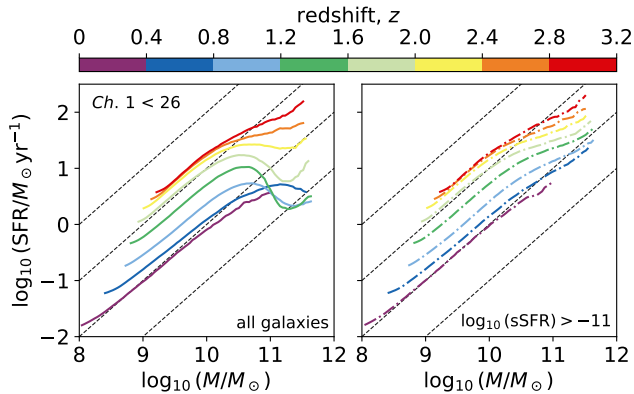 redshift, z
0 0.4 0.8 1.2 1.6 2.0 2.4 2.8 3.2
Ch. 1 < 26
2
1
0
−1
−2
log₁₀ (SFR/M⊙ yr⁻¹)
all galaxies
log₁₀ (sSFR) > −11
8 9 10 11 12
8 9 10 11 12
log₁₀ (M/M⊙)
log₁₀ (M/M⊙)